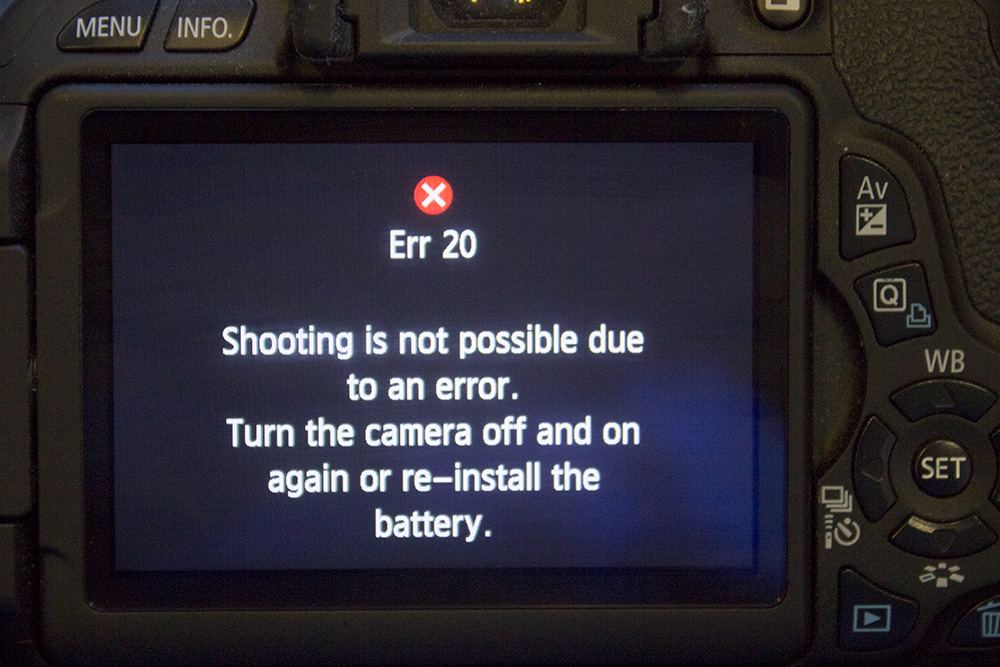 MENU INFO.
Err 20
Shooting is not possible due
to an error.
Turn the camera off and on
again or re-install the
battery.
Av
Q
WB
SET